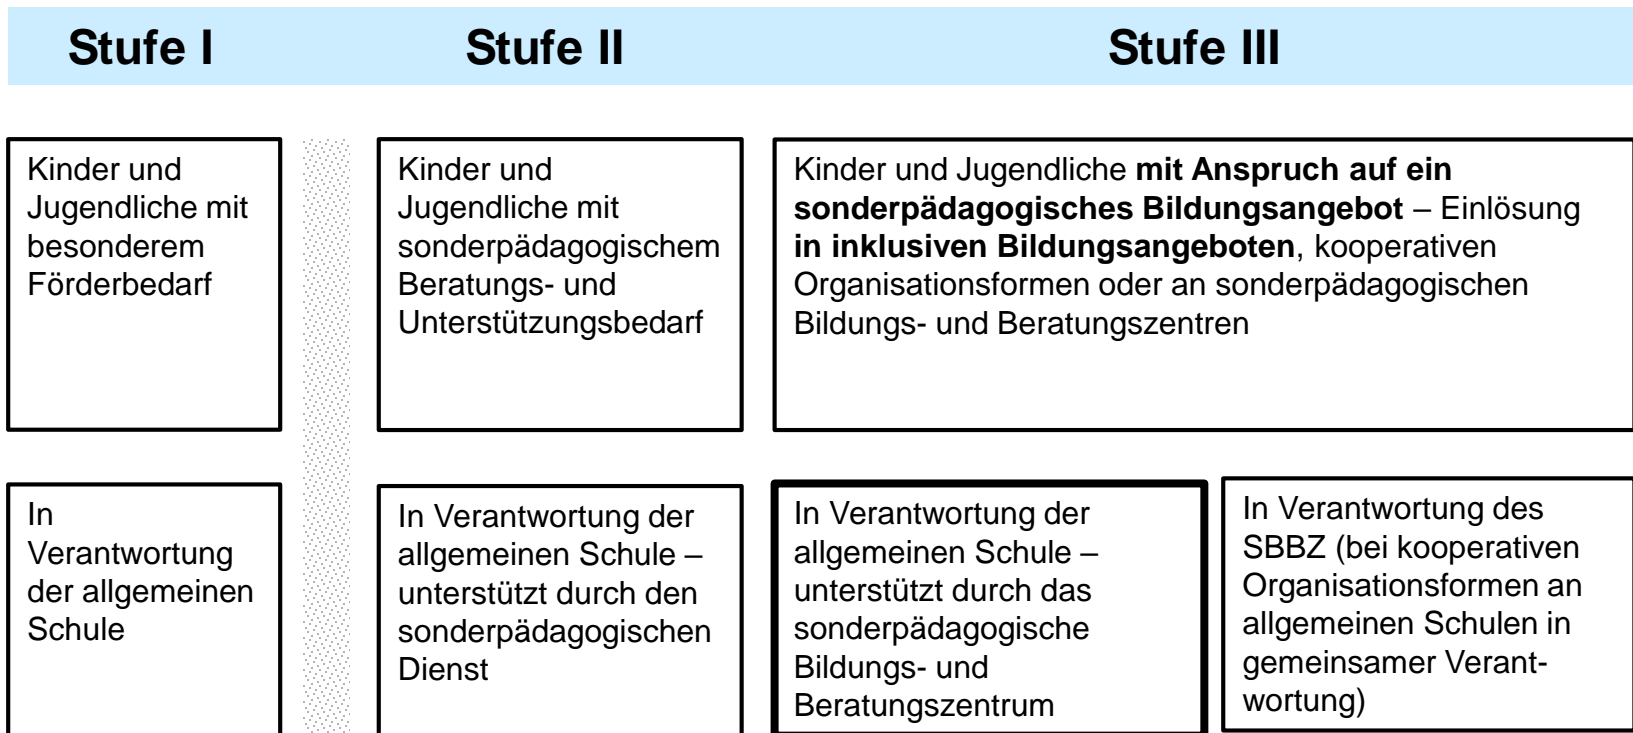 Stufe I
Stufe II
Stufe III
Kinder und
Jugendliche mit
besonderem
Förderbedarf
Kinder und
Jugendliche mit
sonderpädagogischem
Beratungs- und
Unterstützungsbedarf
Kinder und Jugendliche mit Anspruch auf ein
sonderpädagogisches Bildungsangebot – Einlösung
in inklusiven Bildungsangeboten, kooperativen
Organisationsformen oder an sonderpädagogischen
Bildungs- und Beratungszentren
In
Verantwortung
der allgemeinen
Schule
In Verantwortung der
allgemeinen Schule –
unterstützt durch den
sonderpädagogischen
Dienst
In Verantwortung der
allgemeinen Schule –
unterstützt durch das
sonderpädagogische
Bildungs- und
Beratungszentrum
In Verantwortung des
SBBZ (bei kooperativen
Organisationsformen an
allgemeinen Schulen in
gemeinsamer Verant-
wortung)